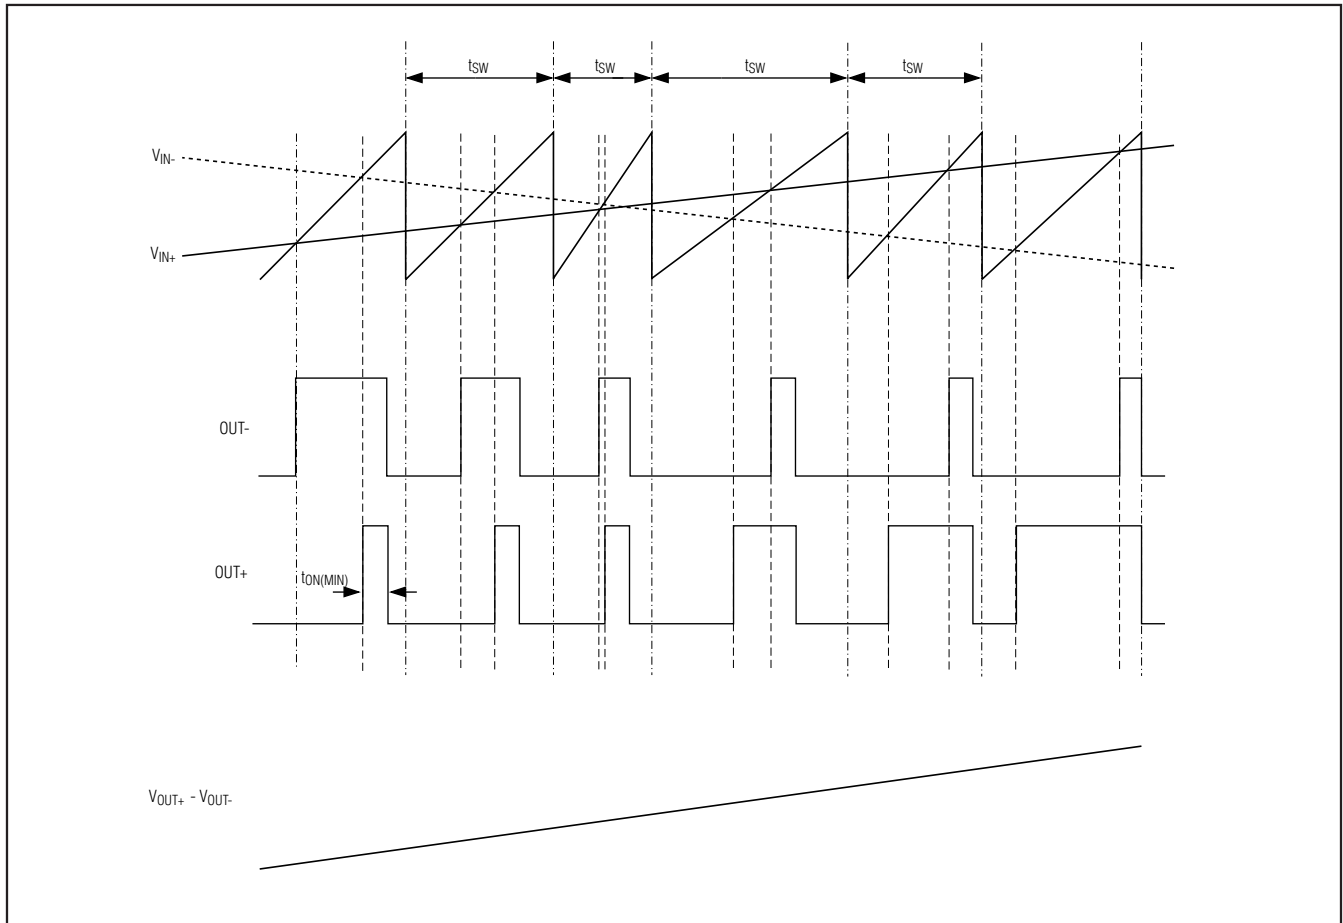 tSW tSW tSW tSW
VIN-
VIN+
OUT-
OUT+
tON(MIN)
VOUT+ - VOUT-